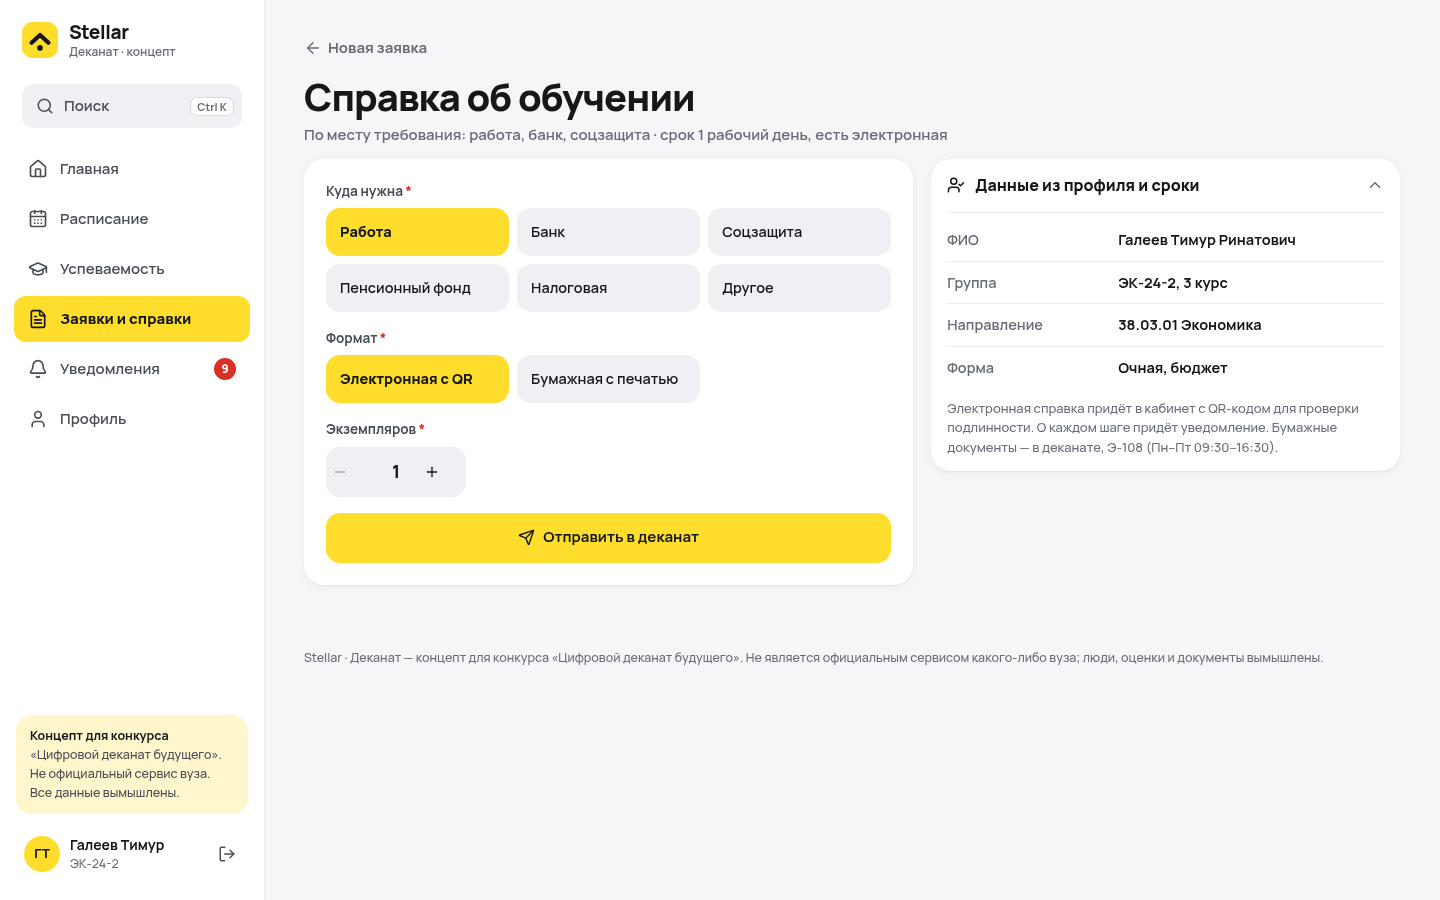 Stellar
Деканат · концепт
Поиск
Ctrl K
Главная
Расписание
Успеваемость
Заявки и справки
Уведомления
9
Профиль
Концепт для конкурса
«Цифровой деканат будущего».
Не официальный сервис вуза.
Все данные вымышлены.
ГТ
Галеев Тимур
ЭК-24-2
Новая заявка
Справка об обучении
По месту требования: работа, банк, соцзащита · срок 1 рабочий день, есть электронная
Куда нужна *
Работа
Банк
Соцзащита
Пенсионный фонд
Налоговая
Другое
Формат *
Электронная с QR
Бумажная с печатью
Экземпляров *
− 1 +
Отправить в деканат
Данные из профиля и сроки
ФИО Галеев Тимур Ринатович
Группа ЭК-24-2, 3 курс
Направление 38.03.01 Экономика
Форма Очная, бюджет
Электронная справка придёт в кабинет с QR-кодом для проверки
подлинности. О каждом шаге придёт уведомление. Бумажные
документы — в деканате, Э-108 (Пн–Пт 09:30–16:30).
Stellar · Деканат — концепт для конкурса «Цифровой деканат будущего». Не является официальным сервисом какого-либо вуза; люди, оценки и документы вымышлены.